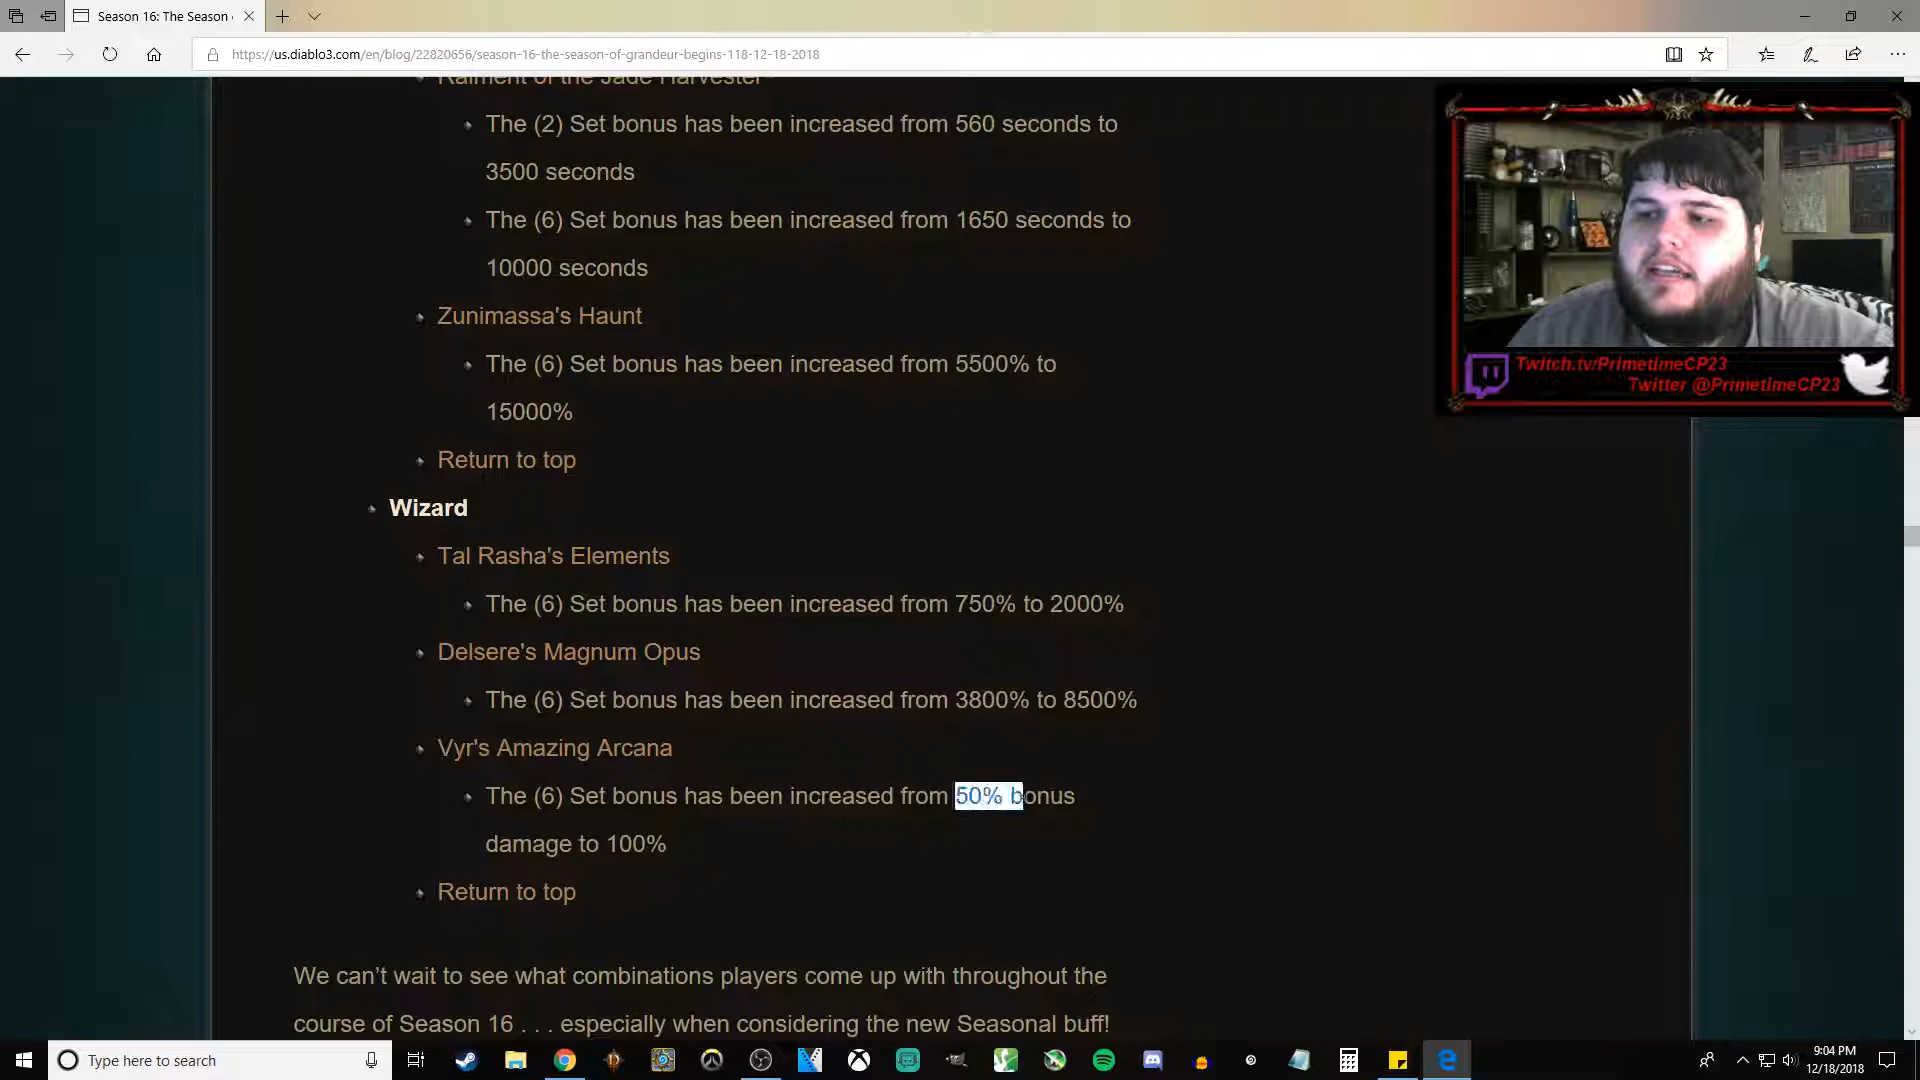 Season 16: The Season
https://us.diablo3.com/en/blog/22820656/season-16-the-season-of-grandeur-begins-118-12-18-2018
Raiment of the Jade Harvester
The (2) Set bonus has been increased from 560 seconds to
3500 seconds
The (6) Set bonus has been increased from 1650 seconds to
10000 seconds
Zunimassa's Haunt
The (6) Set bonus has been increased from 5500% to
15000%
Return to top
Wizard
Tal Rasha's Elements
The (6) Set bonus has been increased from 750% to 2000%
Delsere's Magnum Opus
The (6) Set bonus has been increased from 3800% to 8500%
Vyr's Amazing Arcana
The (6) Set bonus has been increased from 50% bonus
damage to 100%
Return to top
We can’t wait to see what combinations players come up with throughout the
course of Season 16 . . . especially when considering the new Seasonal buff!
Twitch.tv/PrimetimeCP23
Twitter @PrimetimeCP23
Type here to search
9:04 PM
12/18/2018